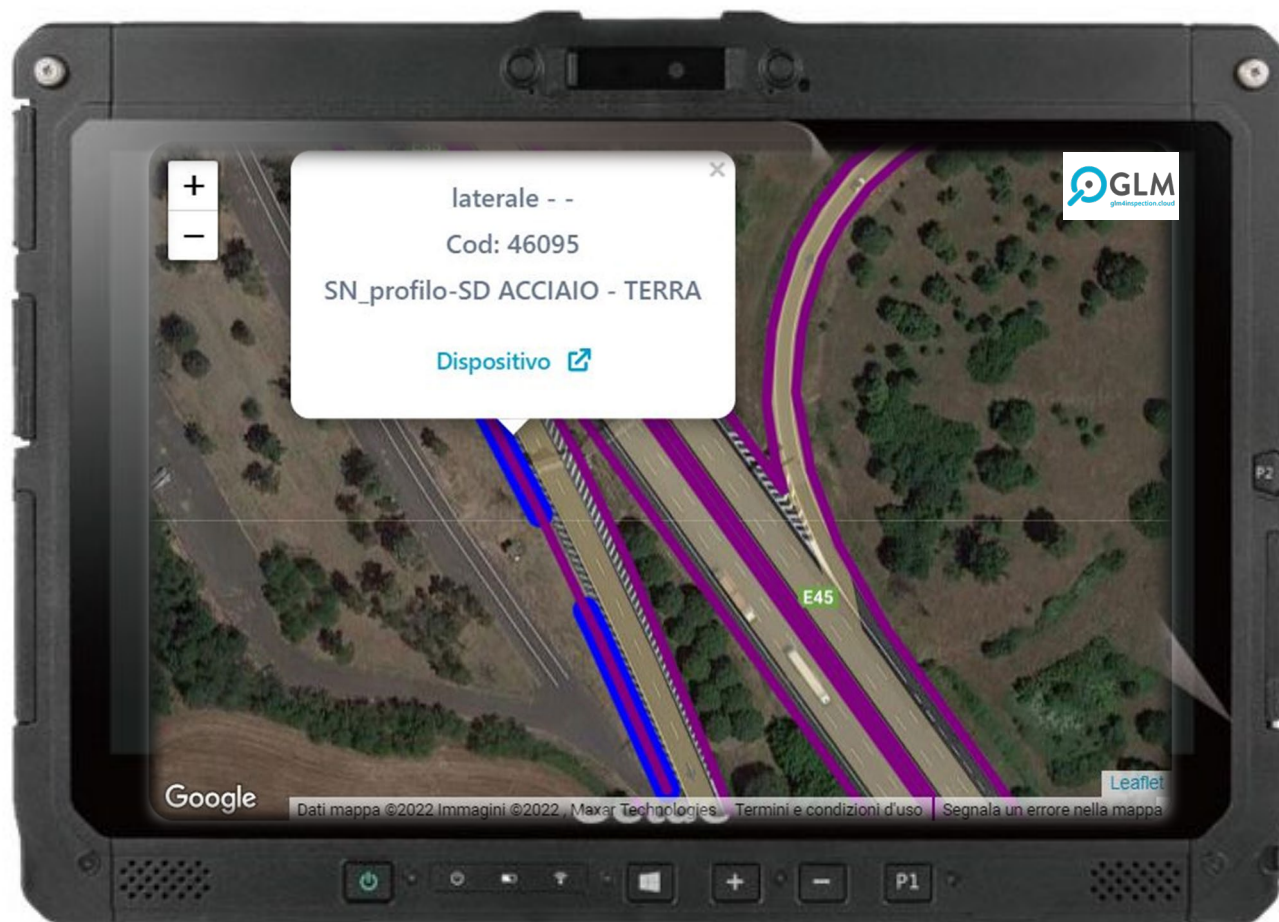 +
−
laterale - -
Cod: 46095
SN_profilo-SD ACCIAIO - TERRA
Dispositivo
×
GLM
glm4inspection.cloud
P2
E45
Leaflet
Google
Dati mappa ©2022 Immagini ©2022 , Maxar Technologies
Termini e condizioni d'uso
Segnala un errore nella mappa
+
−
P1